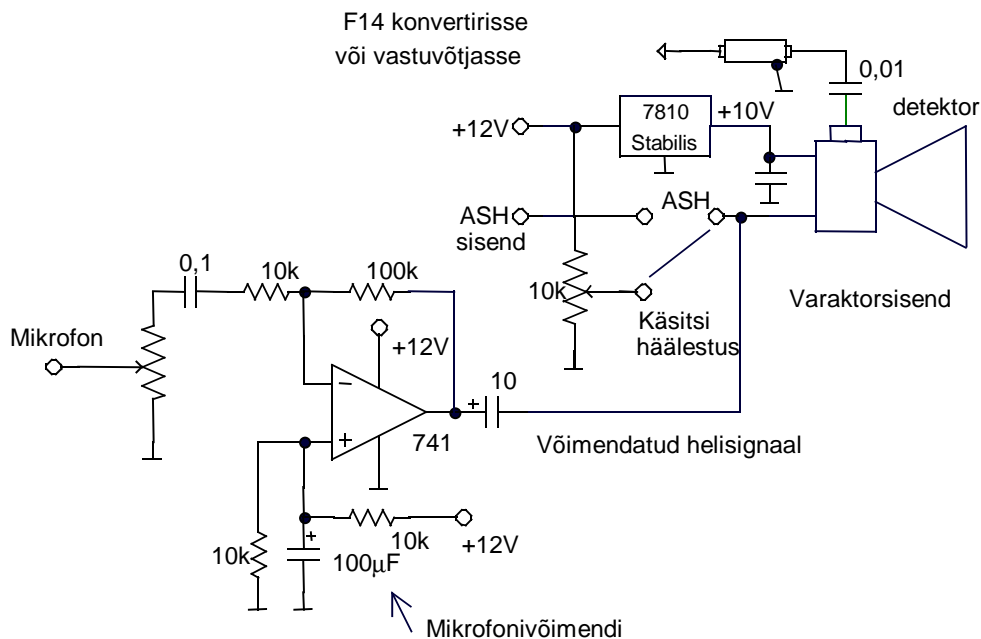 F14 konvertirisse
või vastuvõtjasse
0,01
detektor
7810
Stabilis
+10V
+12V
ASH
sisend
ASH
10k
Käsitsi
häälestus
Varaktorsisend
0,1
10k
100k
Mikrofon
+12V
10
+
−
+
741
Võimendatud helisignaal
10k
+
100µF
10k
+12V
Mikrofonivõimendi